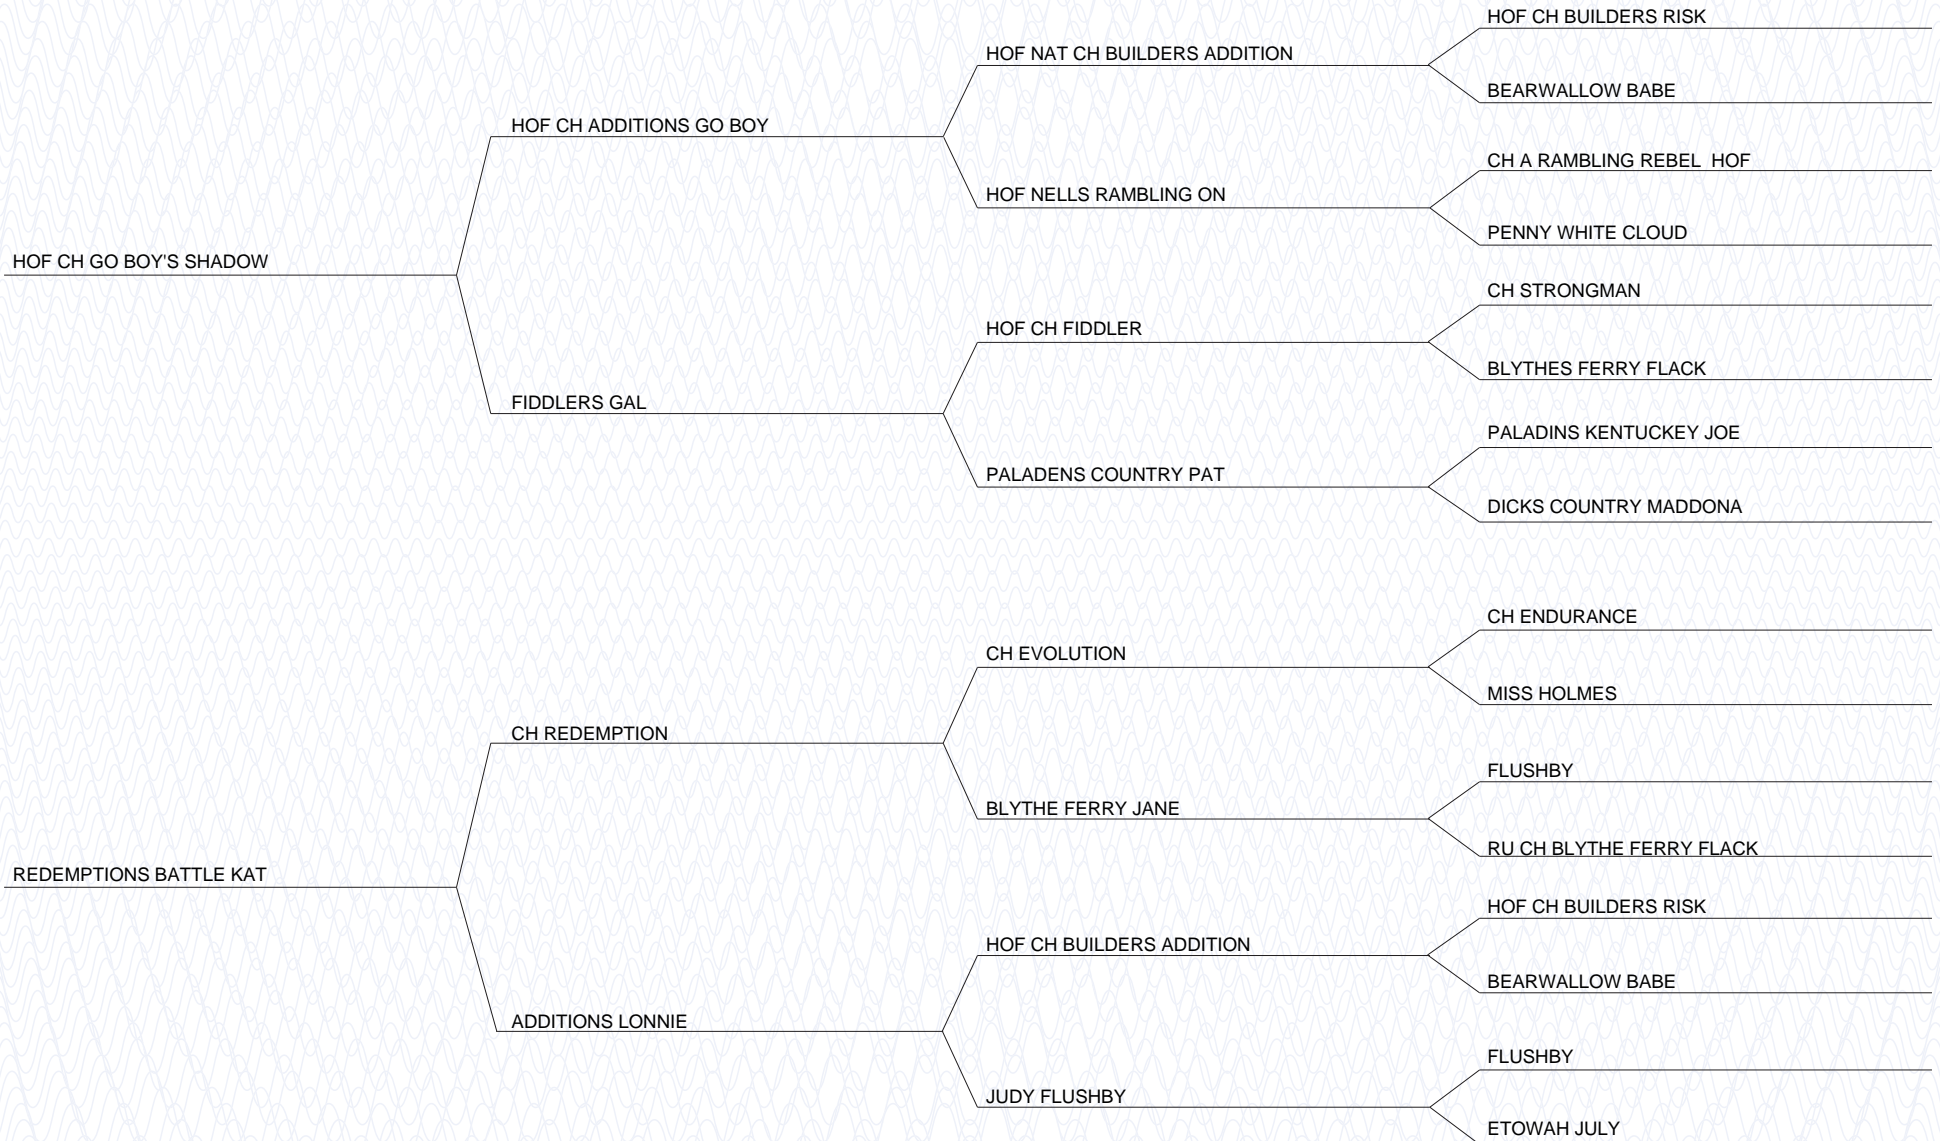 HOF CH GO BOY'S SHADOW
HOF CH ADDITIONS GO BOY
HOF NAT CH BUILDERS ADDITION
HOF CH BUILDERS RISK
BEARWALLOW BABE
HOF NELLS RAMBLING ON
CH A RAMBLING REBEL  HOF
PENNY WHITE CLOUD
FIDDLERS GAL
HOF CH FIDDLER
CH STRONGMAN
BLYTHES FERRY FLACK
PALADENS COUNTRY PAT
PALADINS KENTUCKEY JOE
DICKS COUNTRY MADDONA
REDEMPTIONS BATTLE KAT
CH REDEMPTION
CH EVOLUTION
CH ENDURANCE
MISS HOLMES
BLYTHE FERRY JANE
FLUSHBY
RU CH BLYTHE FERRY FLACK
ADDITIONS LONNIE
HOF CH BUILDERS ADDITION
HOF CH BUILDERS RISK
BEARWALLOW BABE
JUDY FLUSHBY
FLUSHBY
ETOWAH JULY